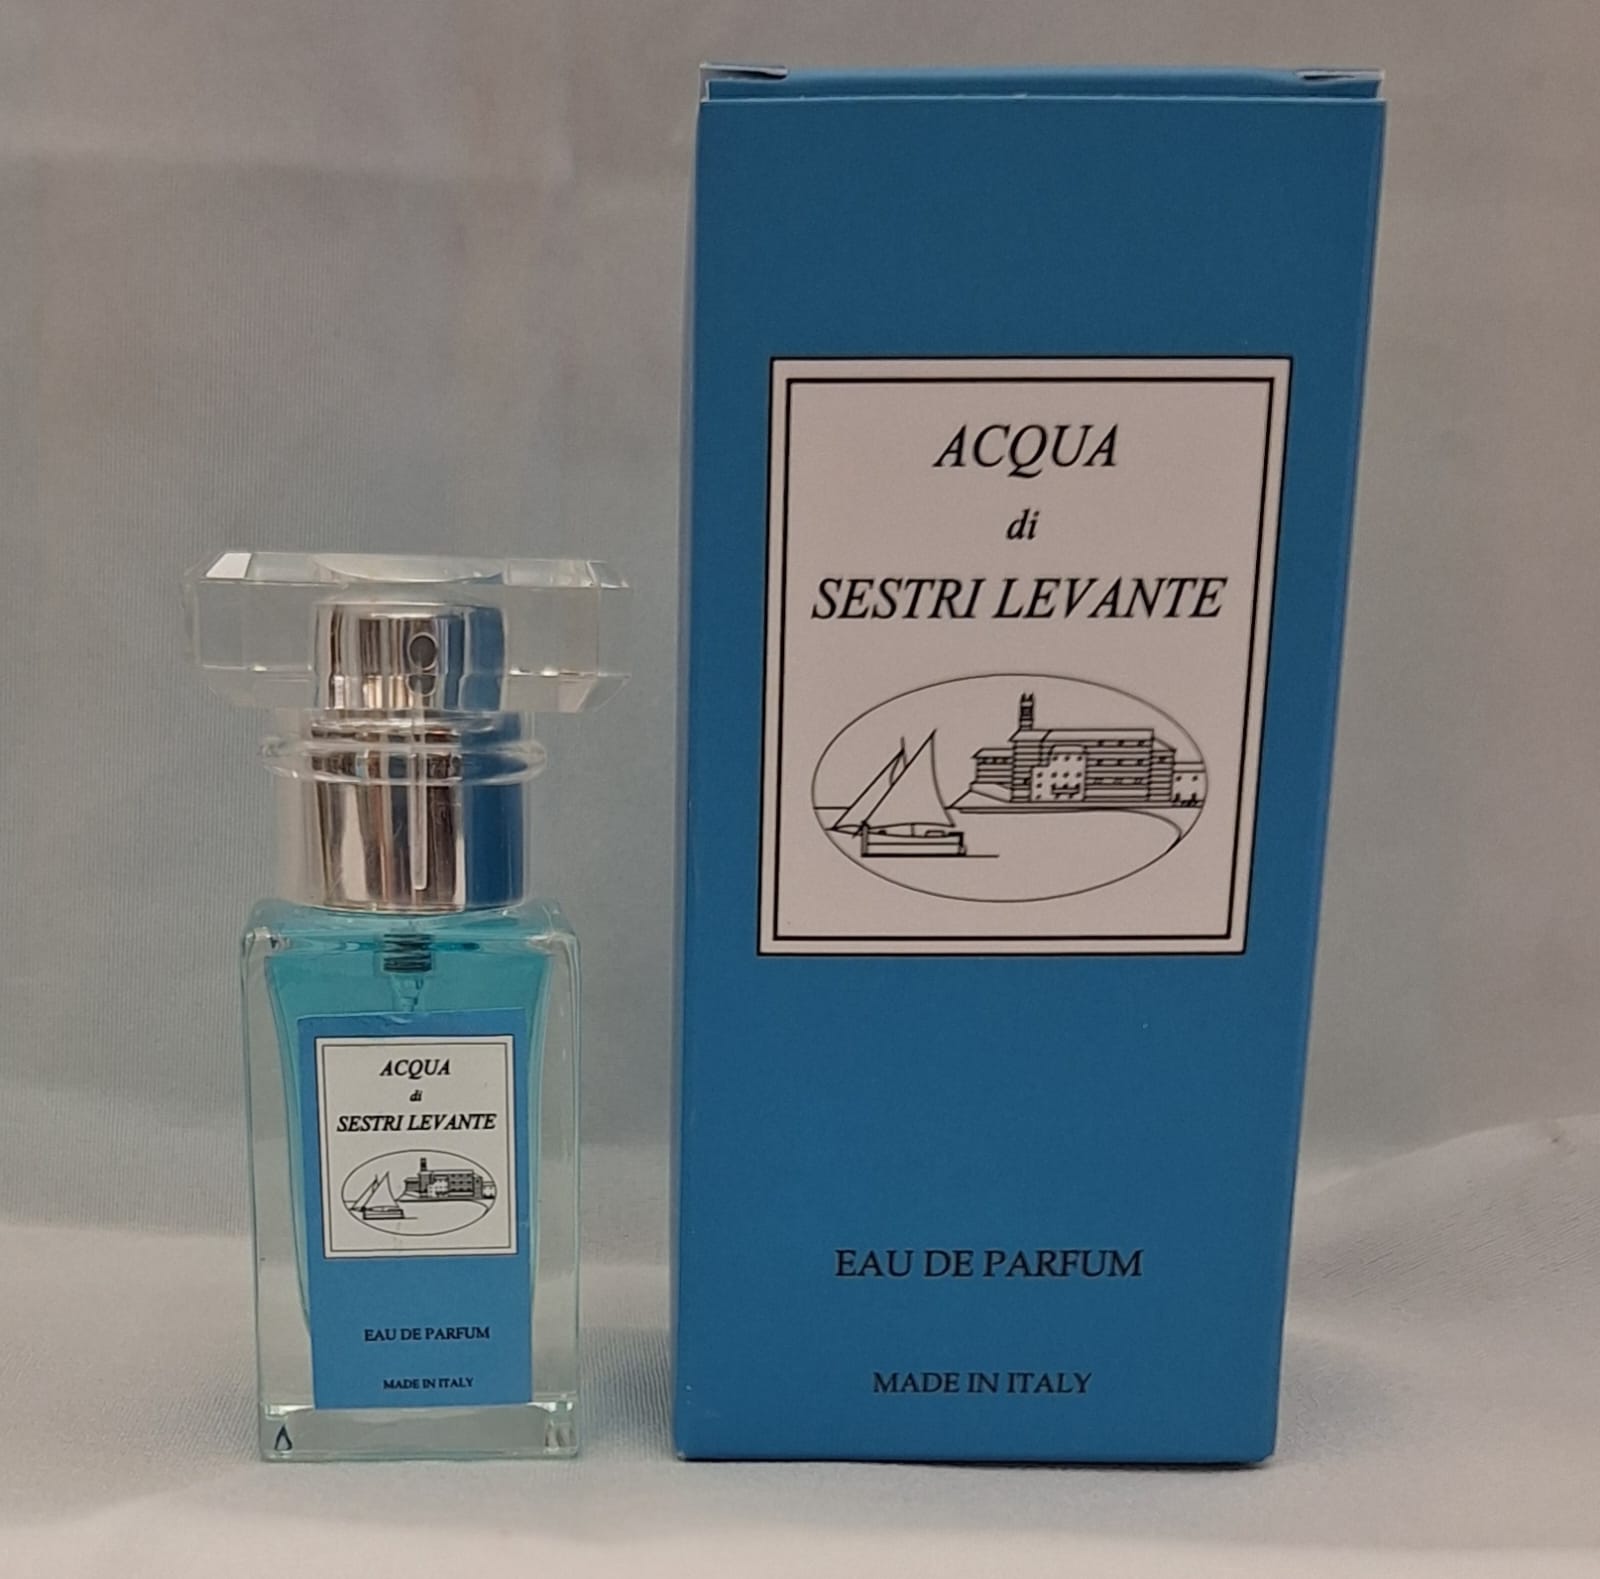 ACQUA
di
SESTRI LEVANTE
EAU DE PARFUM
MADE IN ITALY
ACQUA
di
SESTRI LEVANTE
EAU DE PARFUM
MADE IN ITALY